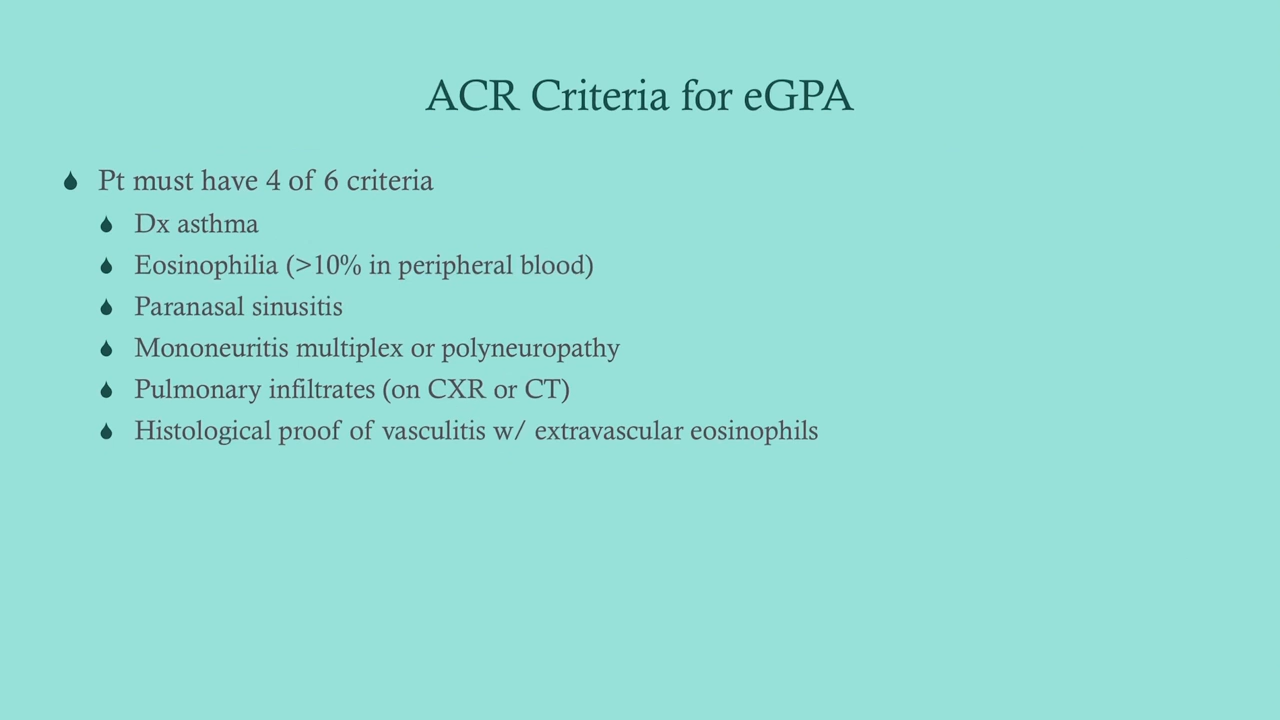 ACR Criteria for eGPA
Pt must have 4 of 6 criteria
Dx asthma
Eosinophilia (>10% in peripheral blood)
Paranasal sinusitis
Mononeuritis multiplex or polyneuropathy
Pulmonary infiltrates (on CXR or CT)
Histological proof of vasculitis w/ extravascular eosinophils